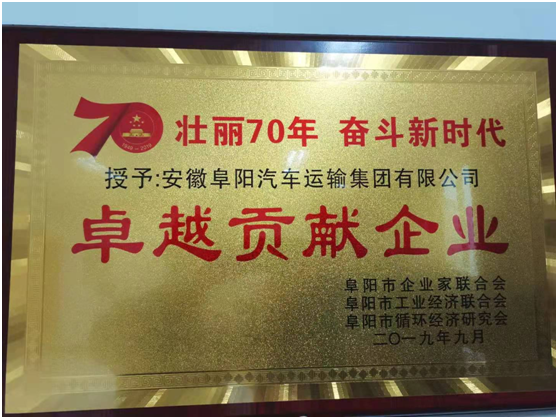 70 壮丽70年 奋斗新时代
1949-2019
授予:安徽阜阳汽车运输集团有限公司
卓越贡献企业
阜阳市企业家联合会
阜阳市工业经济联合会
阜阳市循环经济研究会
二〇一九年九月